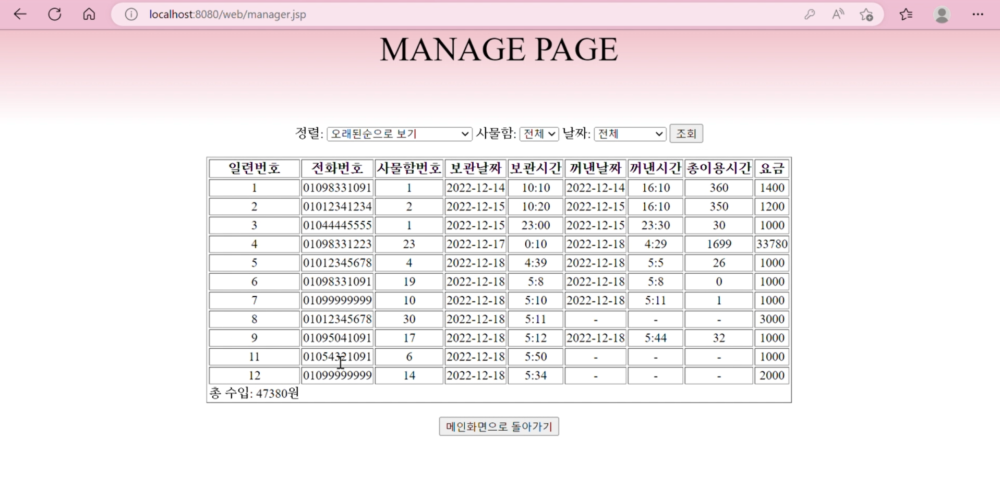 localhost:8080/web/manager.jsp
MANAGE PAGE
정렬: 오래된순으로 보기 사물함: 전체 날짜: 전체 조회
일련번호 전화번호 사물함번호 보관날짜 보관시간 꺼낸날짜 꺼낸시간 총이용시간 요금
1 01098331091 1 2022-12-14 10:10 2022-12-14 16:10 360 1400
2 01012341234 2 2022-12-15 10:20 2022-12-15 16:10 350 1200
3 01044445555 1 2022-12-15 23:00 2022-12-15 23:30 30 1000
4 01098331223 23 2022-12-17 0:10 2022-12-18 4:29 1699 33780
5 01012345678 4 2022-12-18 4:39 2022-12-18 5:5 26 1000
6 01098331091 19 2022-12-18 5:8 2022-12-18 5:8 0 1000
7 01099999999 10 2022-12-18 5:10 2022-12-18 5:11 1 1000
8 01012345678 30 2022-12-18 5:11 - - - 3000
9 01095041091 17 2022-12-18 5:12 2022-12-18 5:44 32 1000
11 01054321091 6 2022-12-18 5:50 - - - 1000
12 01099999999 14 2022-12-18 5:34 - - - 2000
총 수입: 47380원
메인화면으로 돌아가기